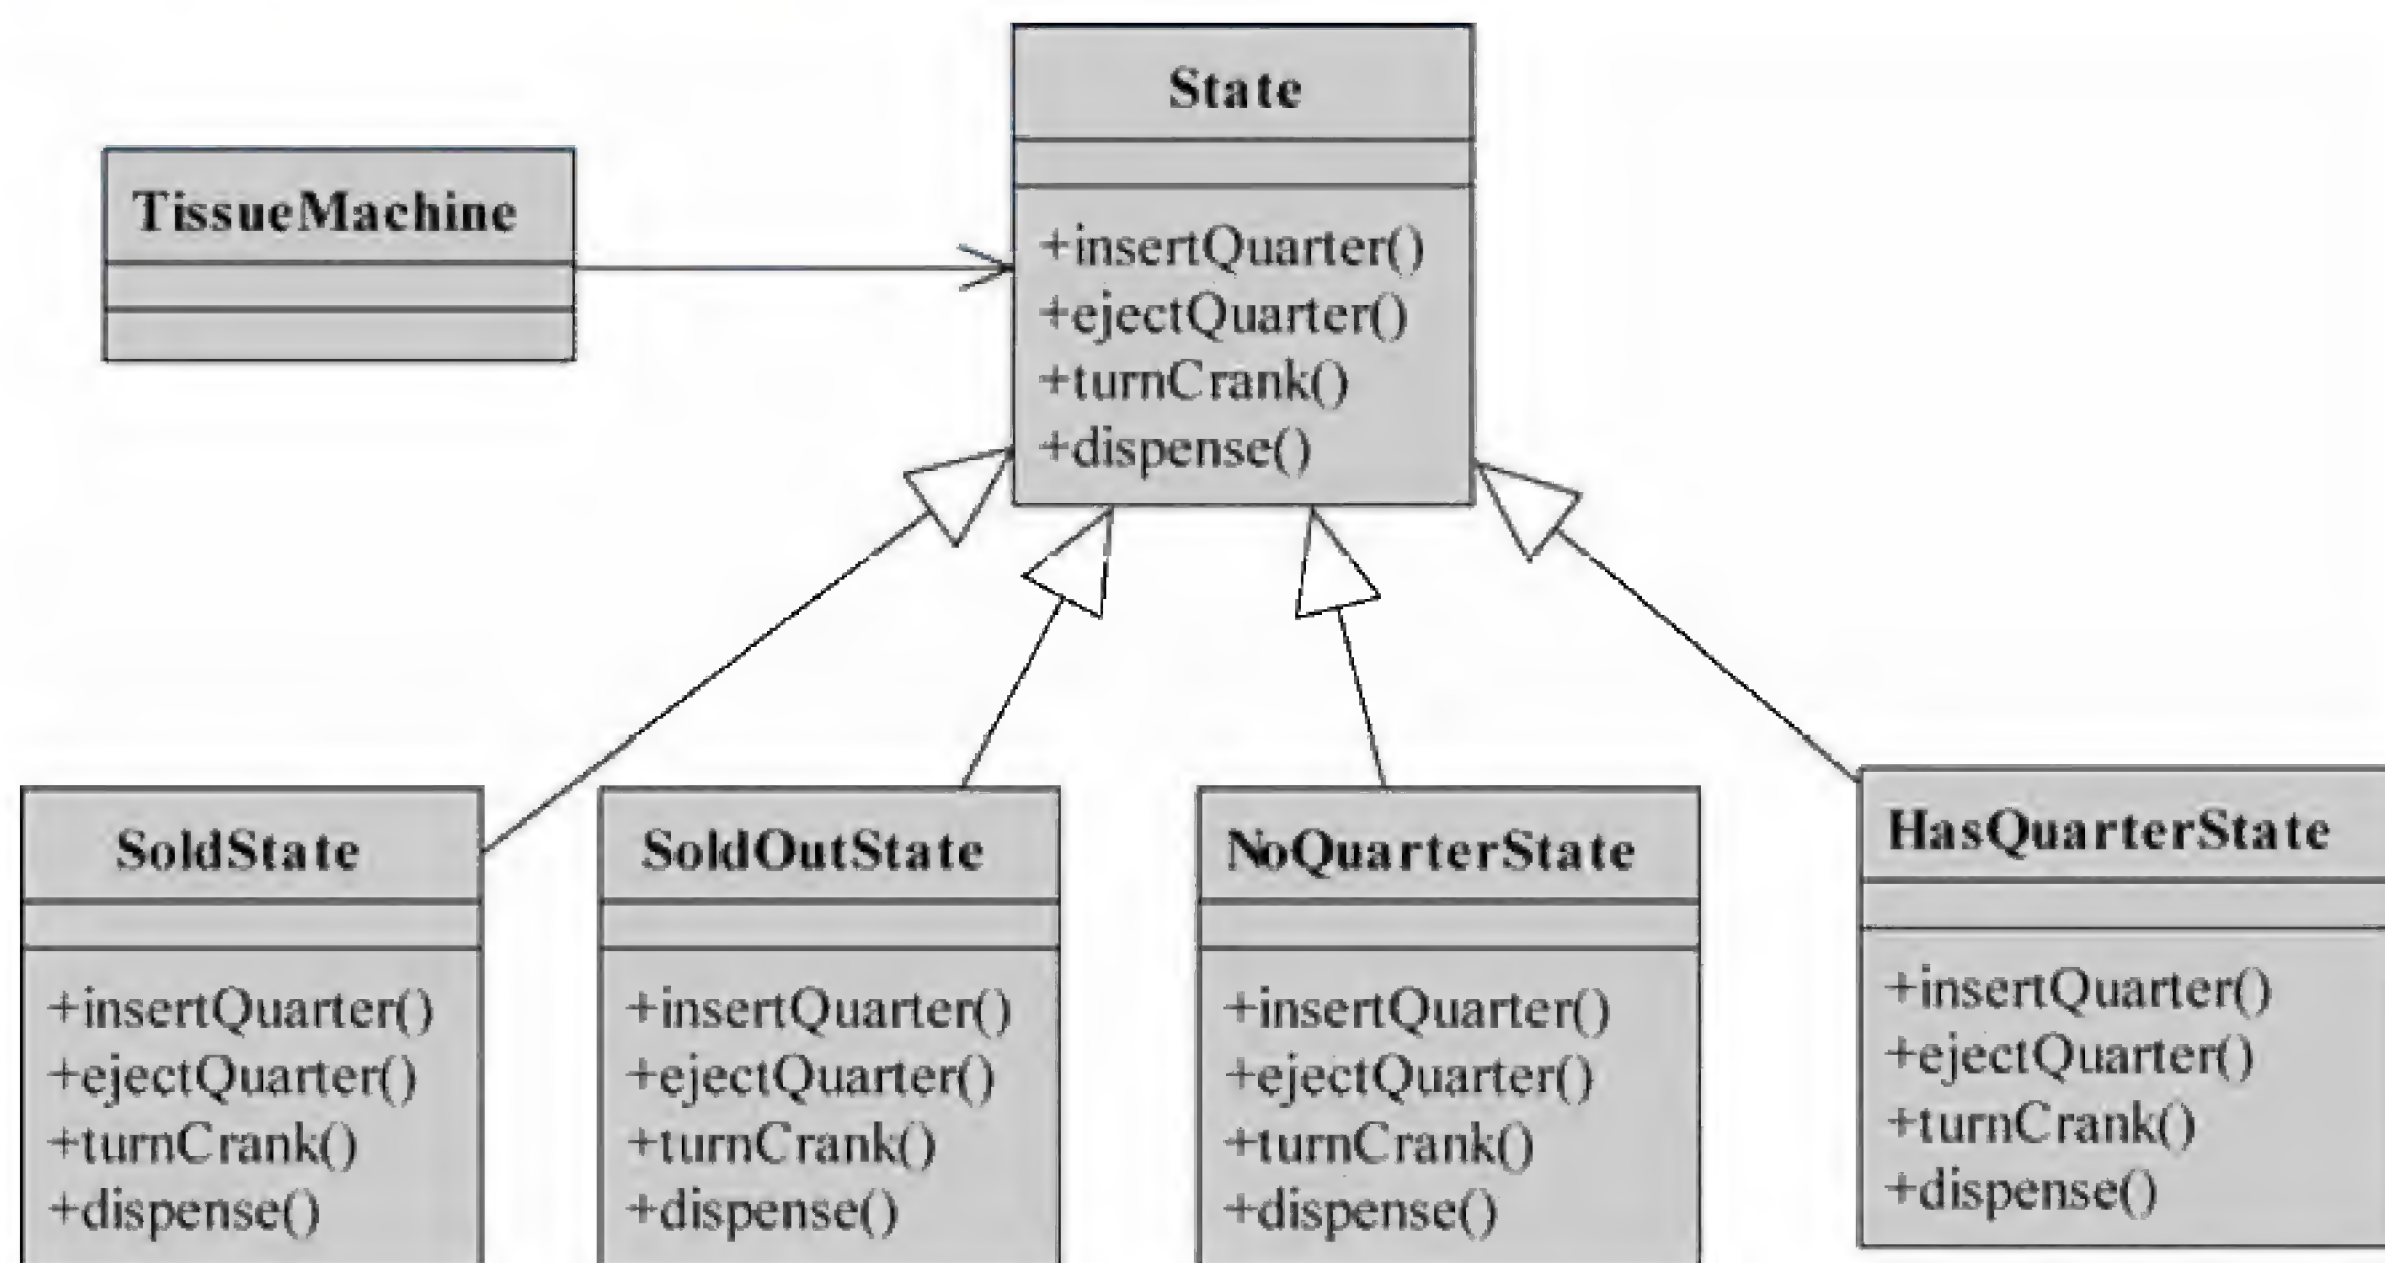 State
+insertQuarter()
+ejectQuarter()
+turnCrank()
+dispense()
TissueMachine
SoldState
+insertQuarter()
+ejectQuarter()
+turnCrank()
+dispense()
SoldOutState
+insertQuarter()
+ejectQuarter()
+turnCrank()
+dispense()
NoQuarterState
+insertQuarter()
+ejectQuarter()
+turnCrank()
+dispense()
HasQuarterState
+insertQuarter()
+ejectQuarter()
+turnCrank()
+dispense()